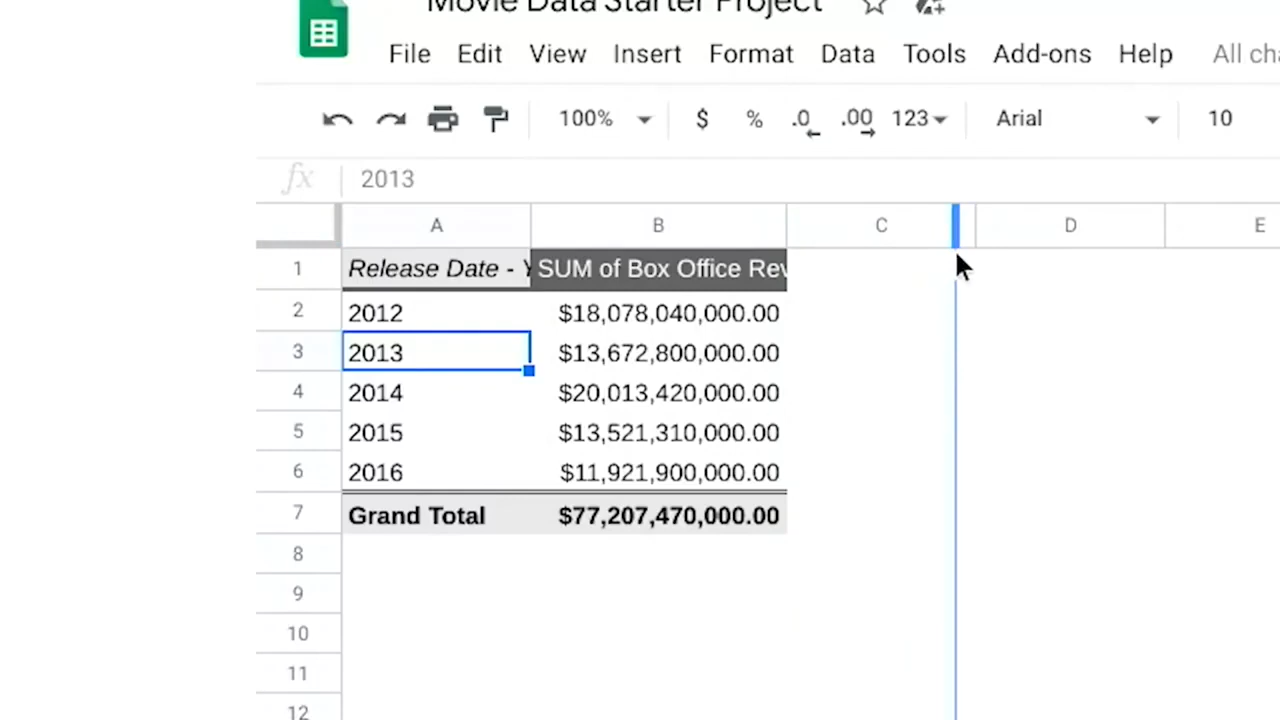 Movie Data Starter Project
File Edit View Insert Format Data Tools Add-ons Help All
100% $ % .0 .00 123 Arial 10
fx 2013
A B C D E
1 Release Date - SUM of Box Office
2 2012 $18,078,040,000.00
3 2013 $13,672,800,000.00
4 2014 $20,013,420,000.00
5 2015 $13,521,310,000.00
6 2016 $11,921,900,000.00
7 Grand Total $77,207,470,000.00
8
9
10
11
12